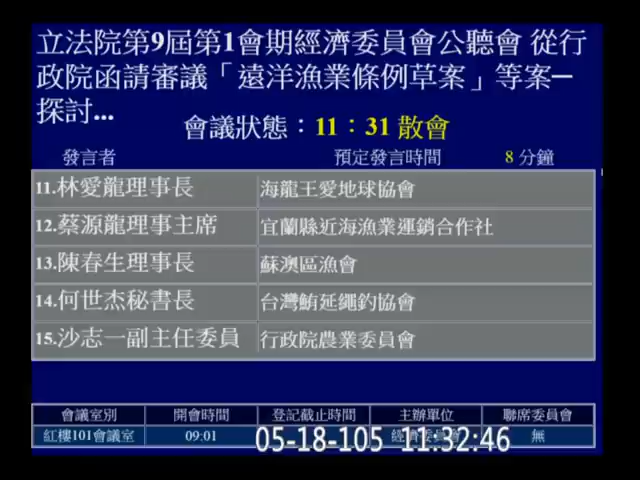 立法院第9屆第1會期經濟委員會公聽會 從行
政院函請審議「遠洋漁業條例草案」等案─
探討...
會議狀態：11：31 散會
發言者 預定發言時間 8 分鐘
11.林愛龍理事長 海龍王愛地球協會
12.蔡源龍理事主席 宜蘭縣近海漁業運銷合作社
13.陳春生理事長 蘇澳區漁會
14.何世杰秘書長 台灣鮪延繩釣協會
15.沙志一副主任委員 行政院農業委員會
會議室別 開會時間 登記截止時間 主辦單位 聯席委員會
紅樓101會議室 09:01 經濟委員會 無
05-18-105 11:32:46